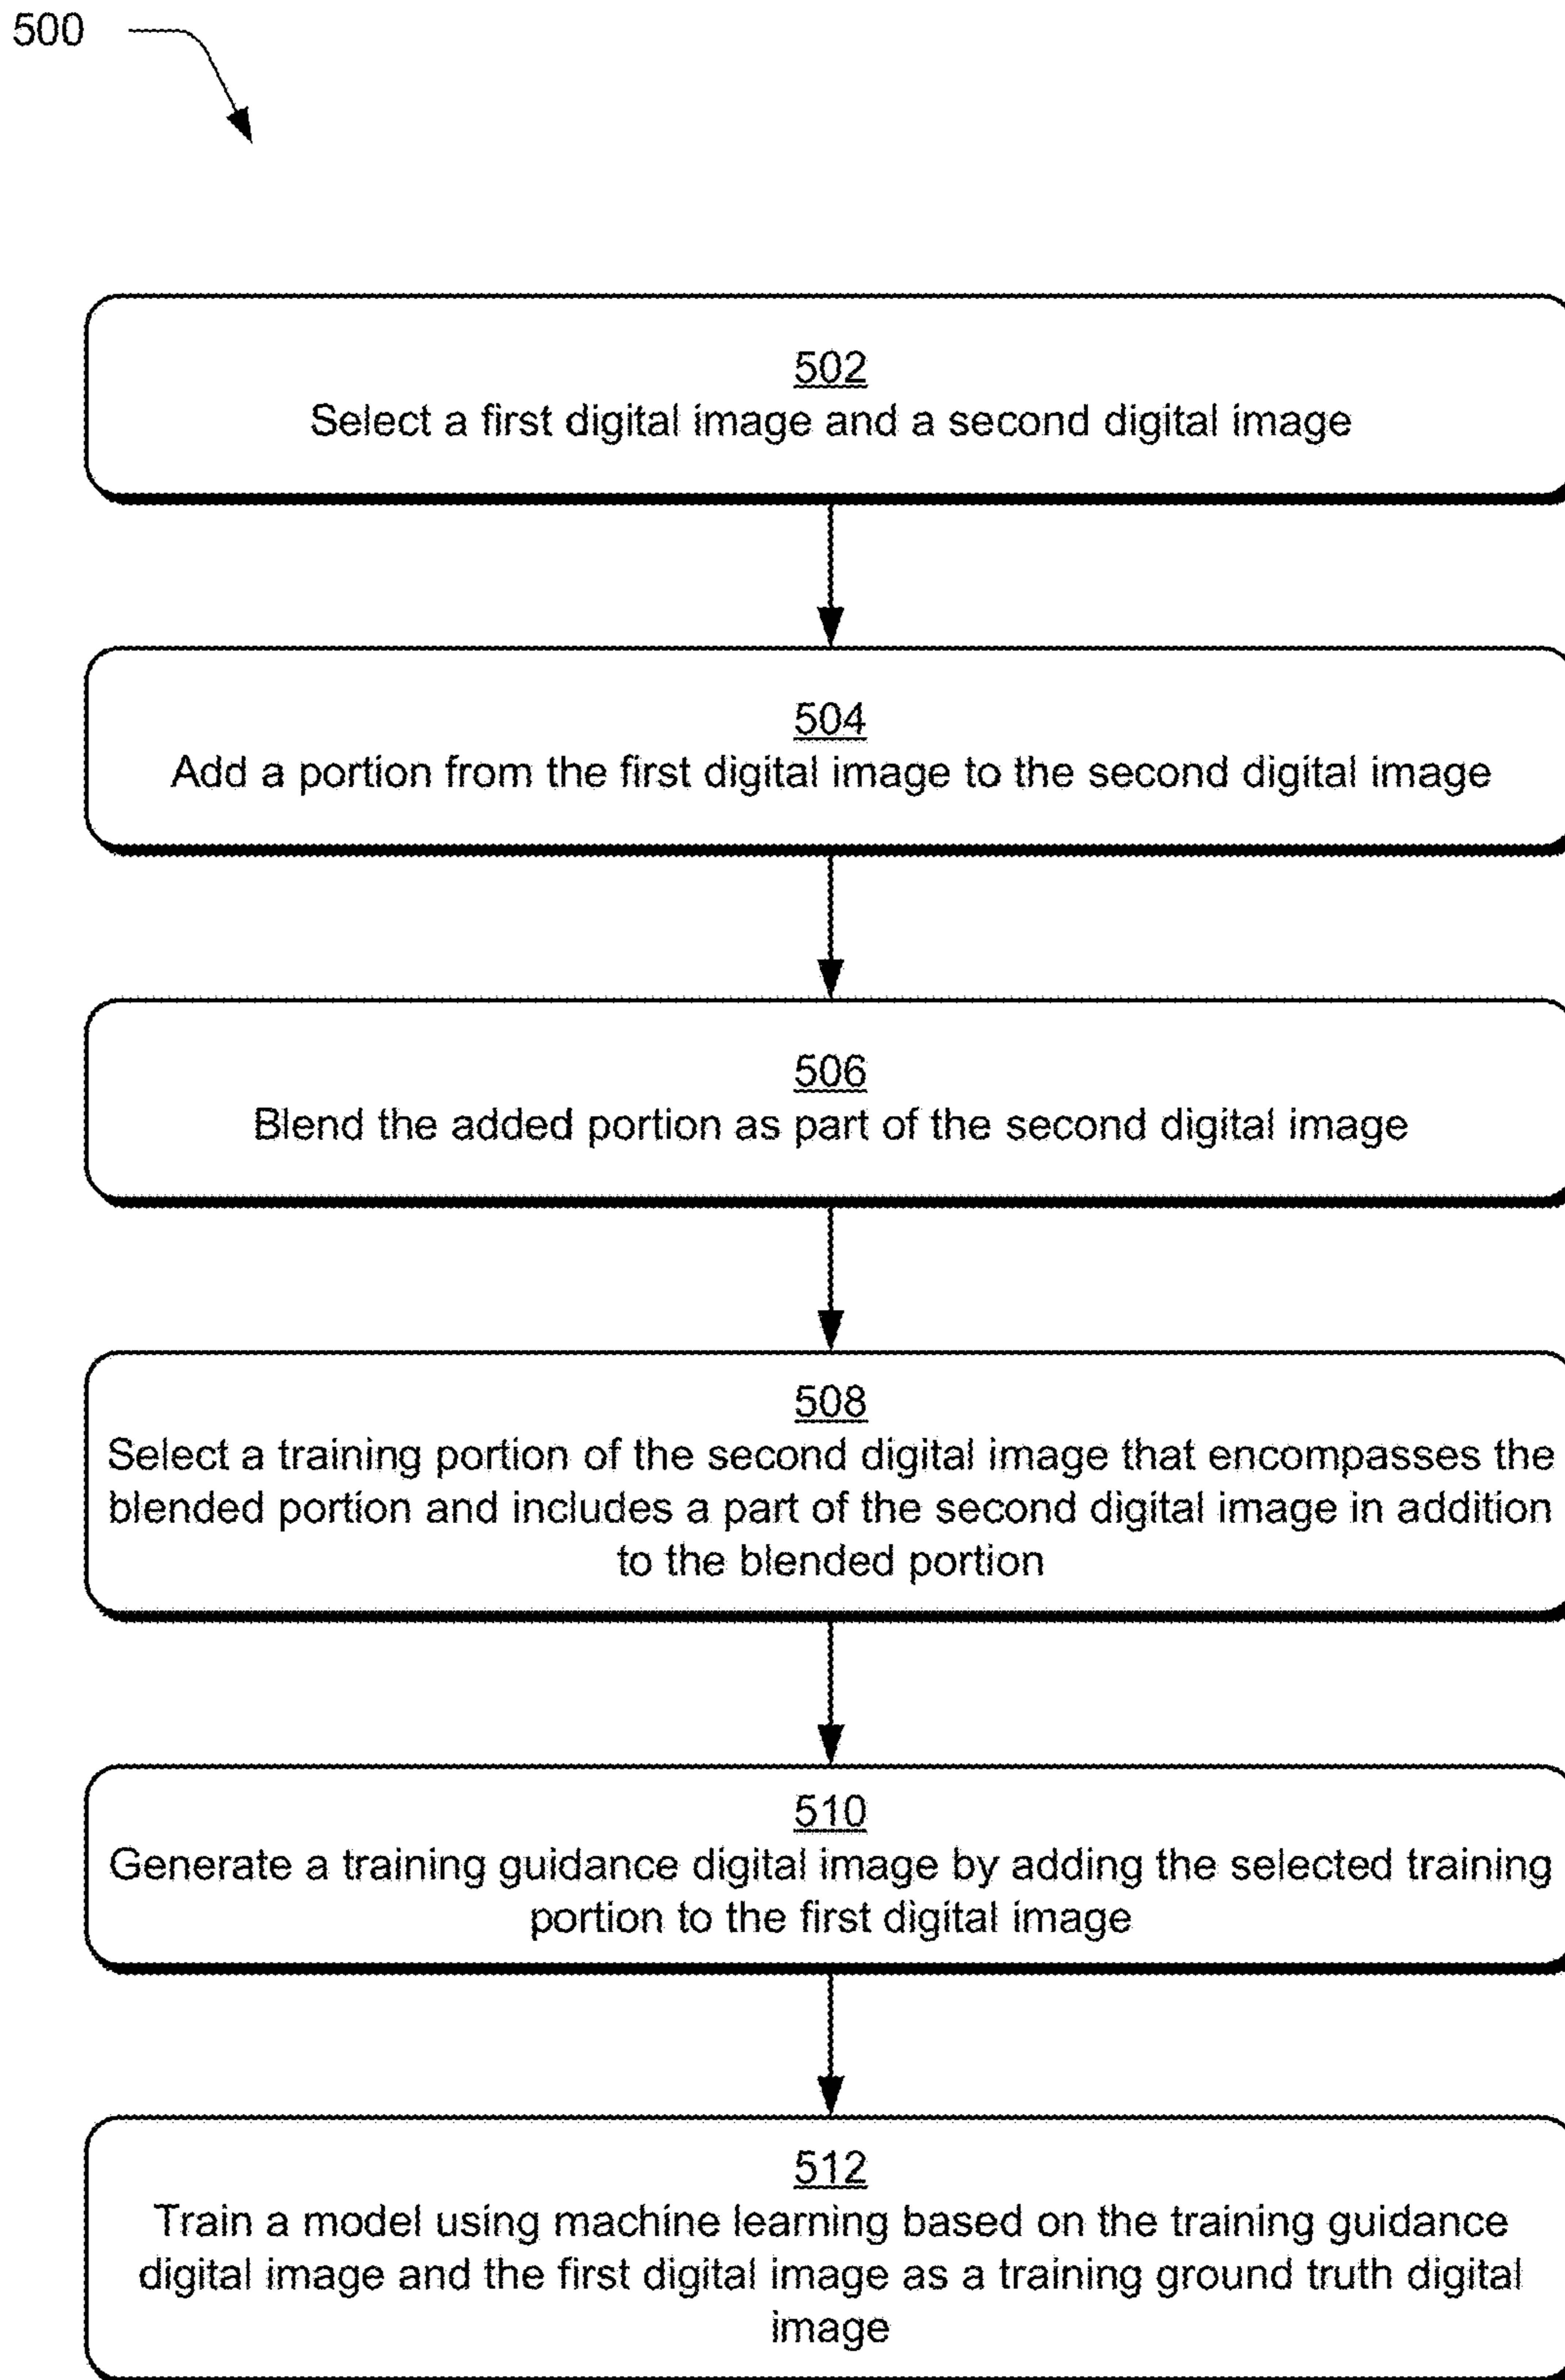 500
502
Select a first digital image and a second digital image
504
Add a portion from the first digital image to the second digital image
506
Blend the added portion as part of the second digital image
508
Select a training portion of the second digital image that encompasses the
blended portion and includes a part of the second digital image in addition
to the blended portion
510
Generate a training guidance digital image by adding the selected training
portion to the first digital image
512
Train a model using machine learning based on the training guidance
digital image and the first digital image as a training ground truth digital
image